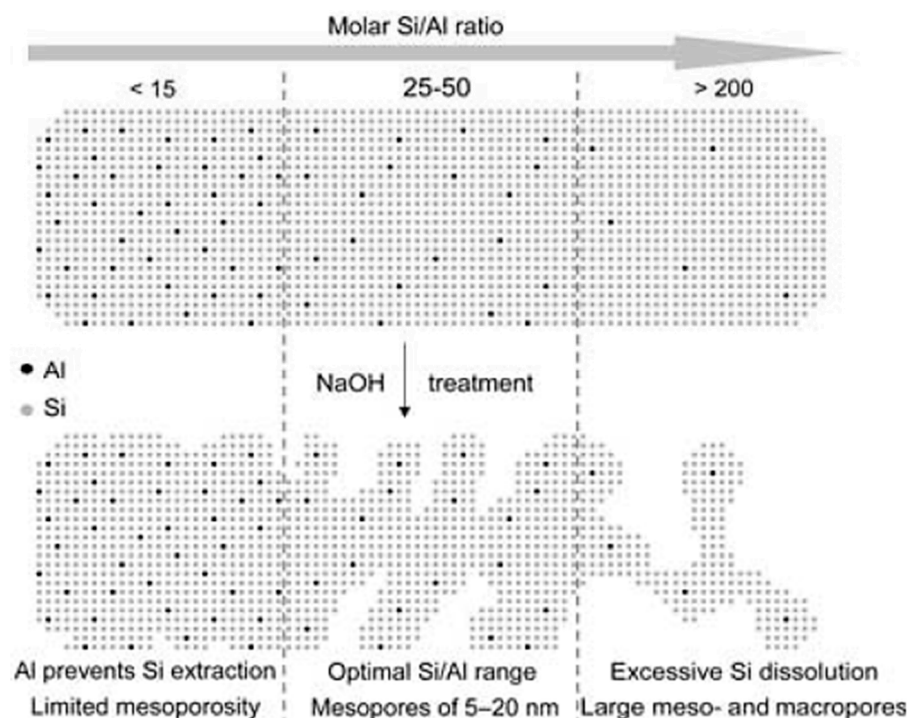 Molar Si/Al ratio
< 15
25-50
> 200
Al
Si
NaOH treatment
Al prevents Si extraction
Limited mesoporosity
Optimal Si/Al range
Mesopores of 5–20 nm
Excessive Si dissolution
Large meso- and macropores